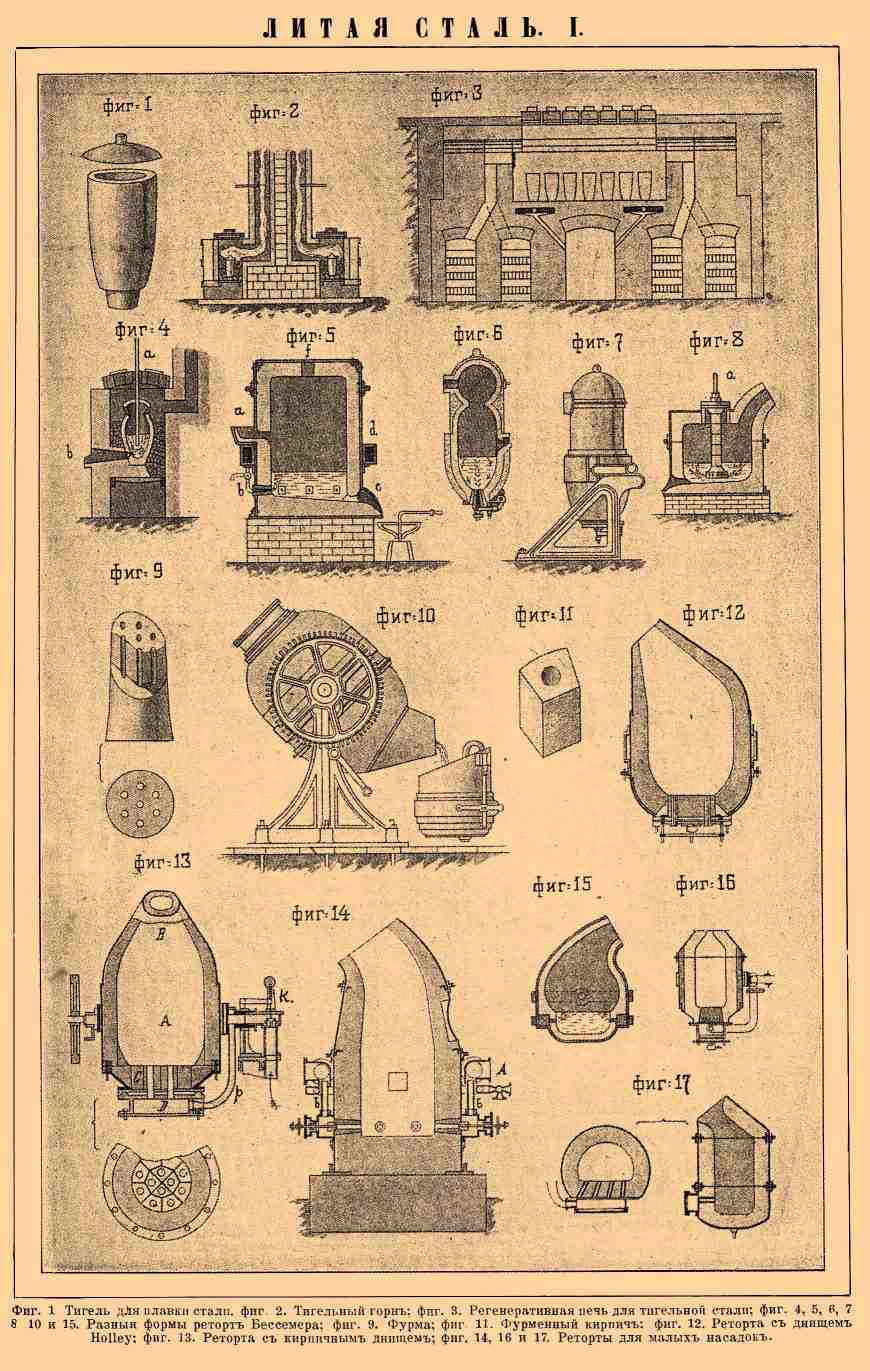 ЛИТАЯ СТАЛЬ. I.
фиг:1
фиг:2
фиг:3
фиг:4
a
b
фиг:5
f
a
d
b
c
фиг:6
фиг:7
фиг:8
a
фиг:9
фиг:10
фиг:11
фиг:12
фиг:13
B
A
K.
C
D
p
фиг:14
A
b
b
фиг:15
фиг:16
фиг:17
Фиг. 1 Тигель для плавки стали. фиг 2. Тигельный горнъ; фиг. 3. Регенеративная печь для тигельной стали; фиг. 4, 5, 6, 7
8 10 и 15. Разныя формы ретортъ Бессемера; фиг. 9. Фурма; фиг 11. Фурменный кирпичъ; фиг. 12. Реторта съ днищемъ
Holley; фиг. 13. Реторта съ кирпичнымъ днищемъ; фиг. 14, 16 и 17. Реторты для малыхъ насадокъ.